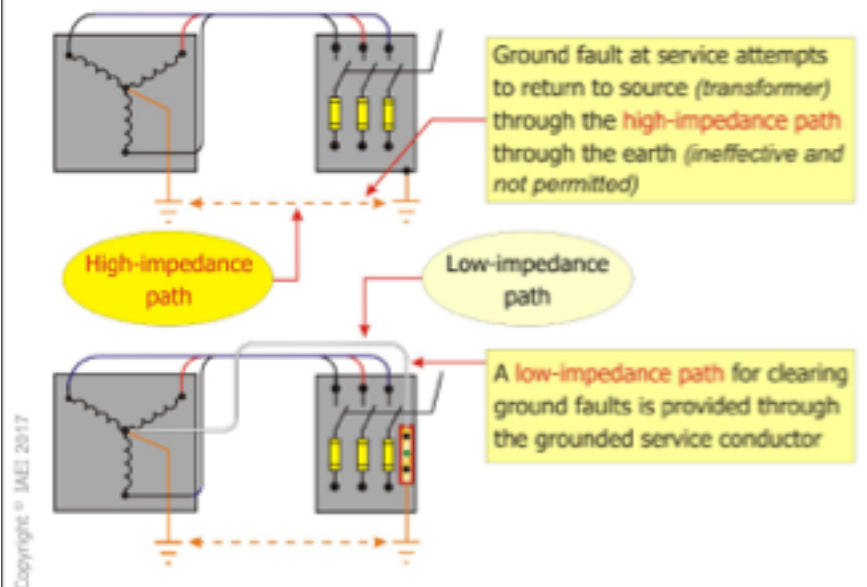 Ground fault at service attempts
to return to source (transformer)
through the high-impedance path
through the earth (ineffective and
not permitted)
High-impedance
path
Low-impedance
path
A low-impedance path for clearing
ground faults is provided through
the grounded service conductor
Copyright © IAEI 2017